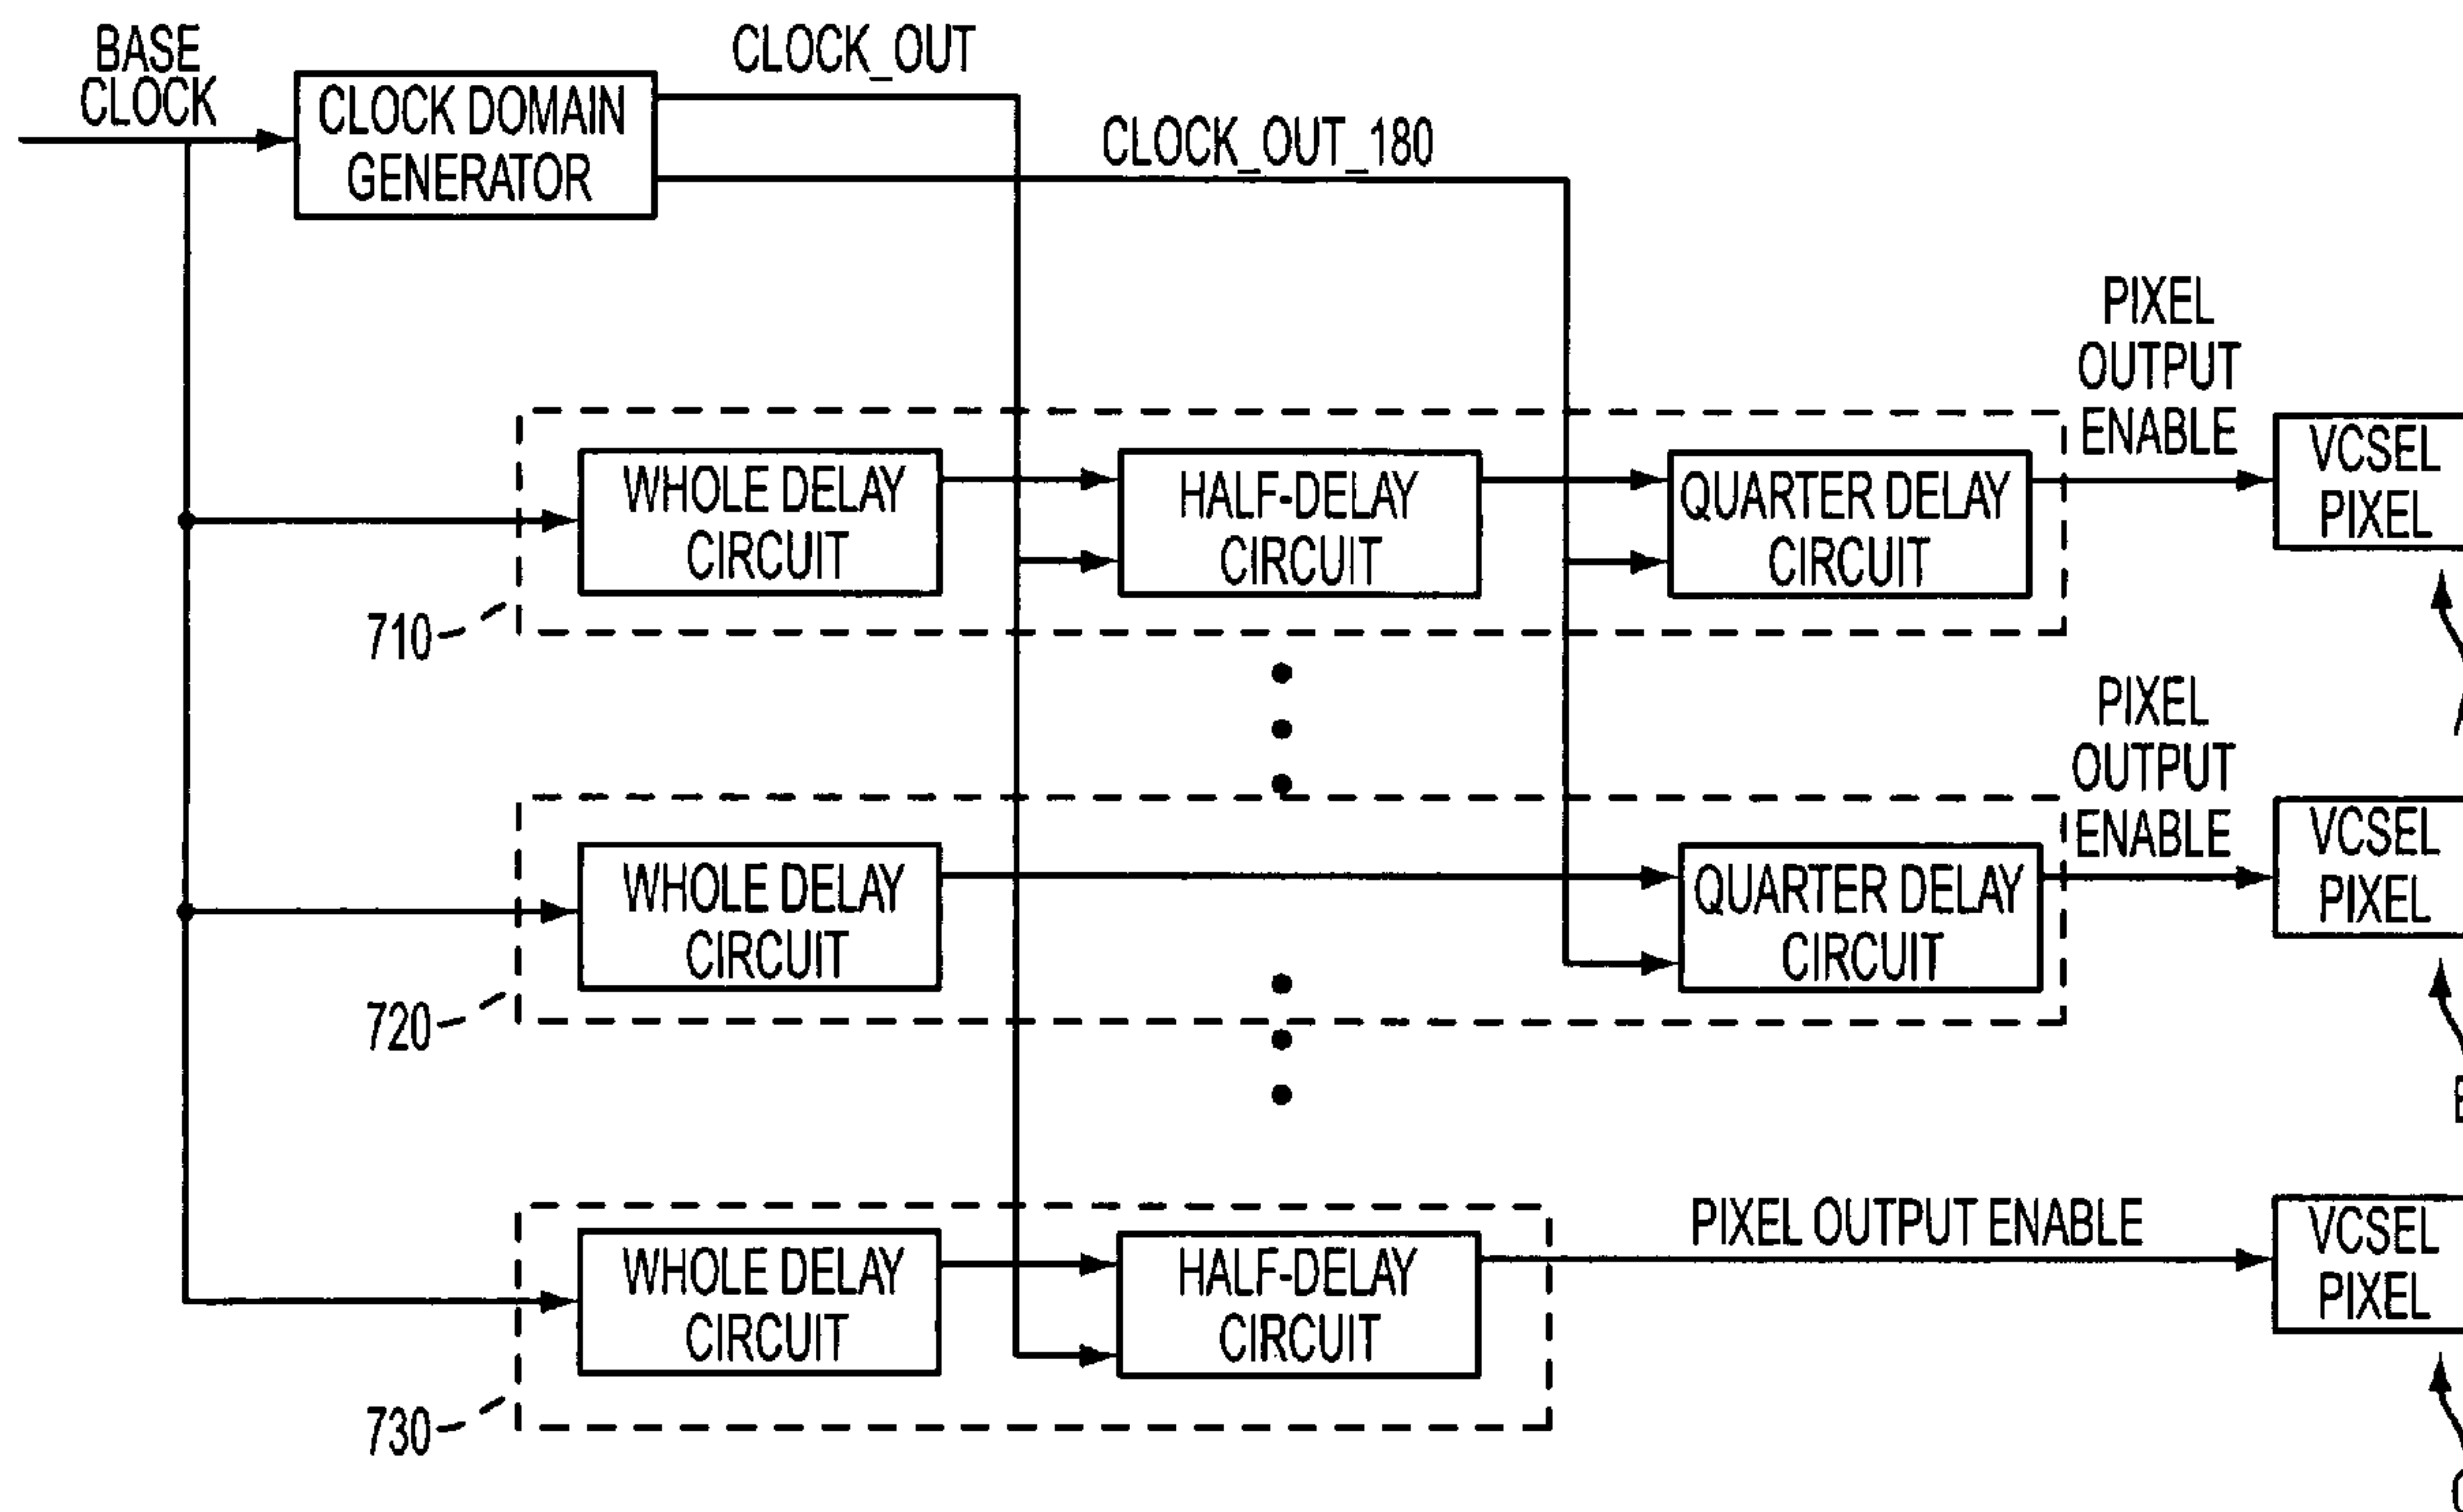 BASE
CLOCK
CLOCK DOMAIN
GENERATOR
CLOCK_OUT
CLOCK_OUT_180
PIXEL
OUTPUT
ENABLE
WHOLE DELAY
CIRCUIT
HALF-DELAY
CIRCUIT
QUARTER DELAY
CIRCUIT
VCSEL
PIXEL
710
PIXEL
OUTPUT
ENABLE
WHOLE DELAY
CIRCUIT
QUARTER DELAY
CIRCUIT
VCSEL
PIXEL
720
WHOLE DELAY
CIRCUIT
HALF-DELAY
CIRCUIT
PIXEL OUTPUT ENABLE
VCSEL
PIXEL
730